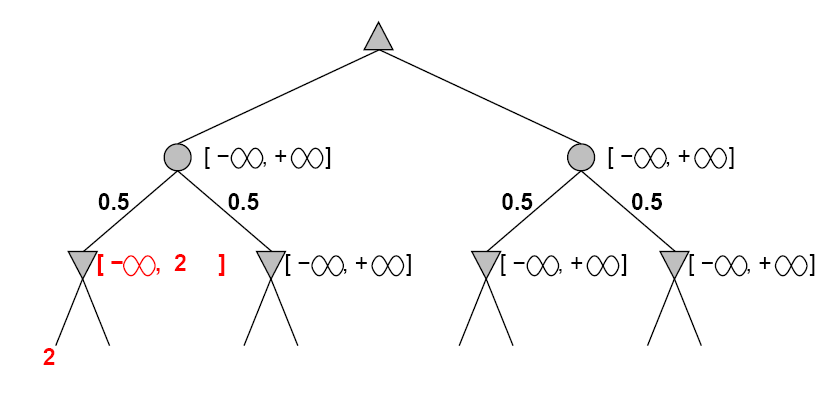 [ −∞, +∞] [ −∞, +∞]
0.5 0.5 0.5 0.5
[ −∞, 2 ] [ −∞, +∞] [ −∞, +∞] [ −∞, +∞]
2